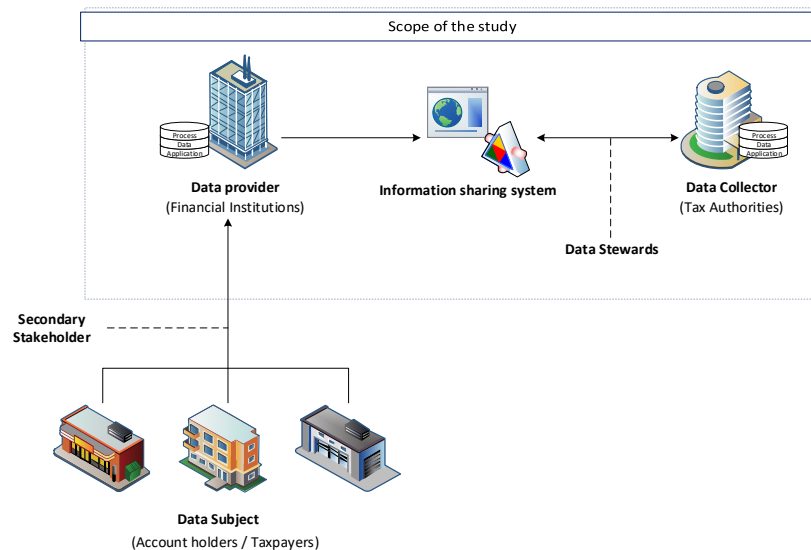 Scope of the study
Process
Data
Application
Process
Data
Application
Data provider
(Financial Institutions)
Information sharing system
Data Collector
(Tax Authorities)
Data Stewards
Secondary
Stakeholder
Data Subject
(Account holders / Taxpayers)